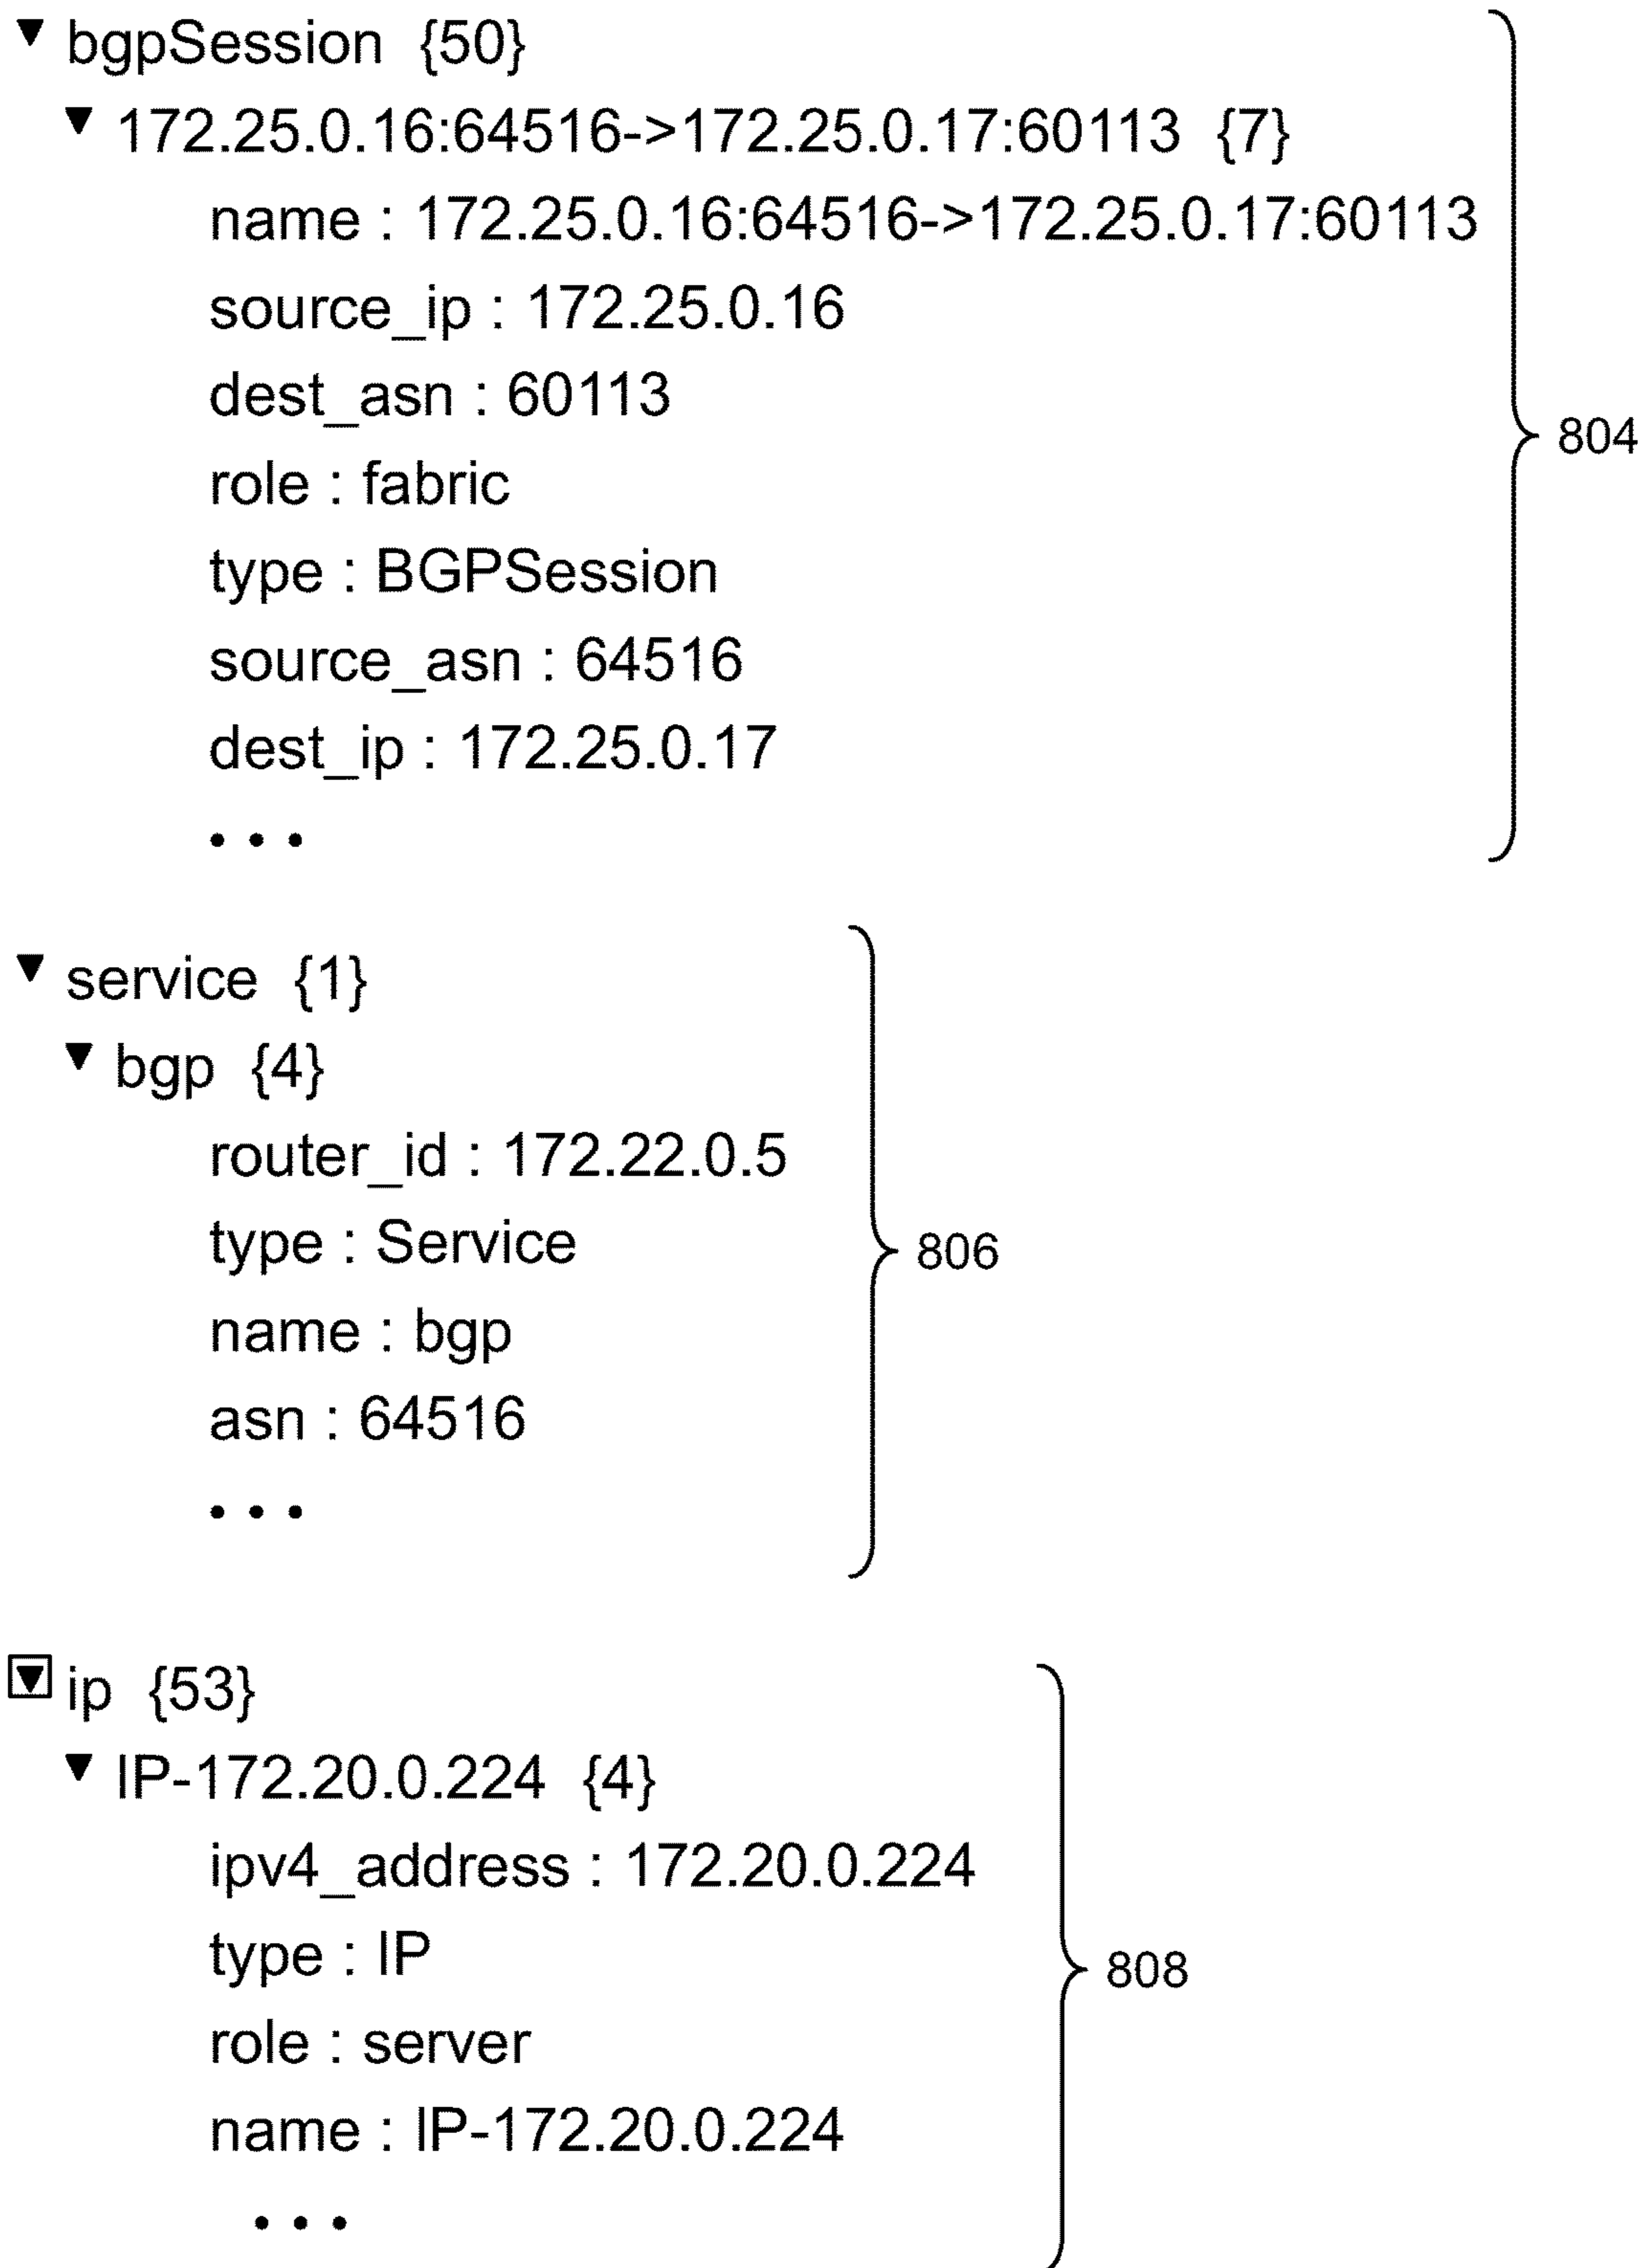 ▼ bgpSession {50}
▼ 172.25.0.16:64516->172.25.0.17:60113 {7}
name : 172.25.0.16:64516->172.25.0.17:60113
source_ip : 172.25.0.16
dest_asn : 60113
804
role : fabric
type : BGPSession
source_asn : 64516
dest_ip : 172.25.0.17
...
▼ service {1}
▼ bgp {4}
router_id : 172.22.0.5
type : Service
806
name : bgp
asn : 64516
...
▼ ip {53}
▼ IP-172.20.0.224 {4}
ipv4_address : 172.20.0.224
type : IP
808
role : server
name : IP-172.20.0.224
...